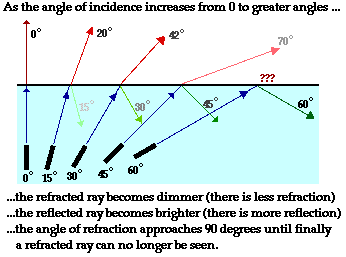 As the angle of incidence increases from 0 to greater angles ...
0° 20° 42° 70°
???
15° 30° 45° 60°
0° 15° 30° 45° 60°
...the refracted ray becomes dimmer (there is less refraction)
...the reflected ray becomes brighter (there is more reflection)
...the angle of refraction approaches 90 degrees until finally
a refracted ray can no longer be seen.